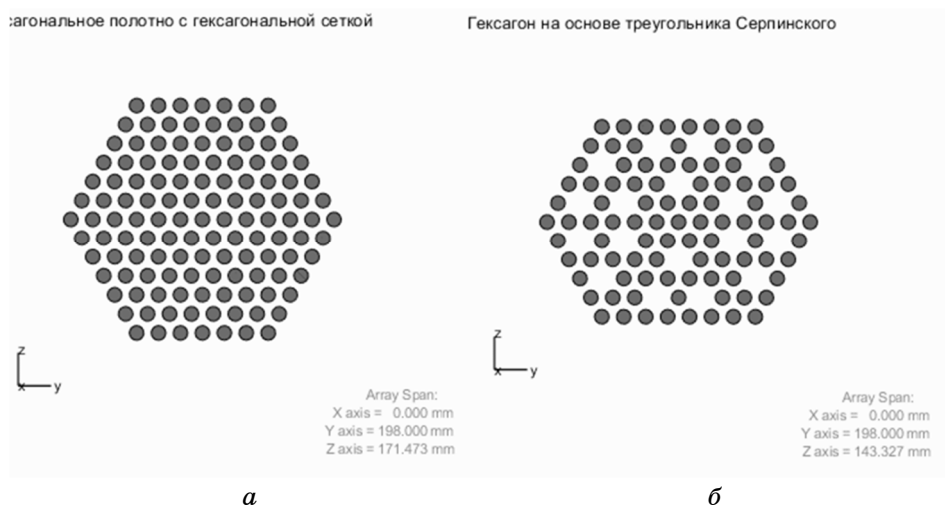 сагональное полотно с гексагональной сеткой
Гексагон на основе треугольника Серпинского
z
x
y
Array Span:
X axis = 0.000 mm
Y axis = 198.000 mm
Z axis = 171.473 mm
z
x
y
Array Span:
X axis = 0.000 mm
Y axis = 198.000 mm
Z axis = 143.327 mm
а
б